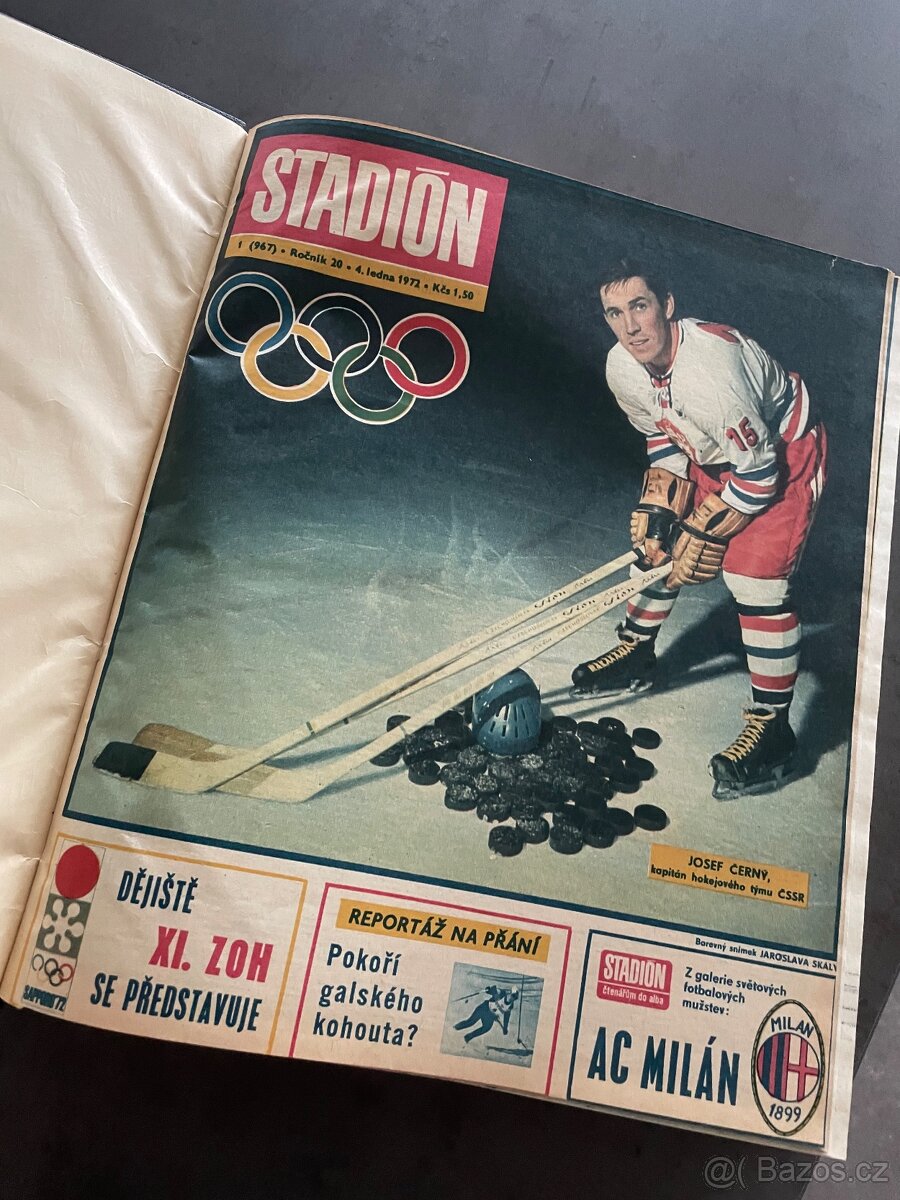 STADIÓN
1 (967) • Ročník 20 • 4. ledna 1972 • Kčs 1,50
15
JOSEF ČERNÝ,
kapitán hokejového týmu ČSSR
Barevný snímek JAROSLAVA SKÁLY
DĚJIŠTĚ
XI. ZOH
SE PŘEDSTAVUJE
SAPPORO'72
REPORTÁŽ NA PŘÁNÍ
Pokoří
galského
kohouta?
STADIÓN
čtenářům do alba
Z galerie světových
fotbalových
mužstev:
AC MILÁN
MILAN
1899
@( Bazos.cz